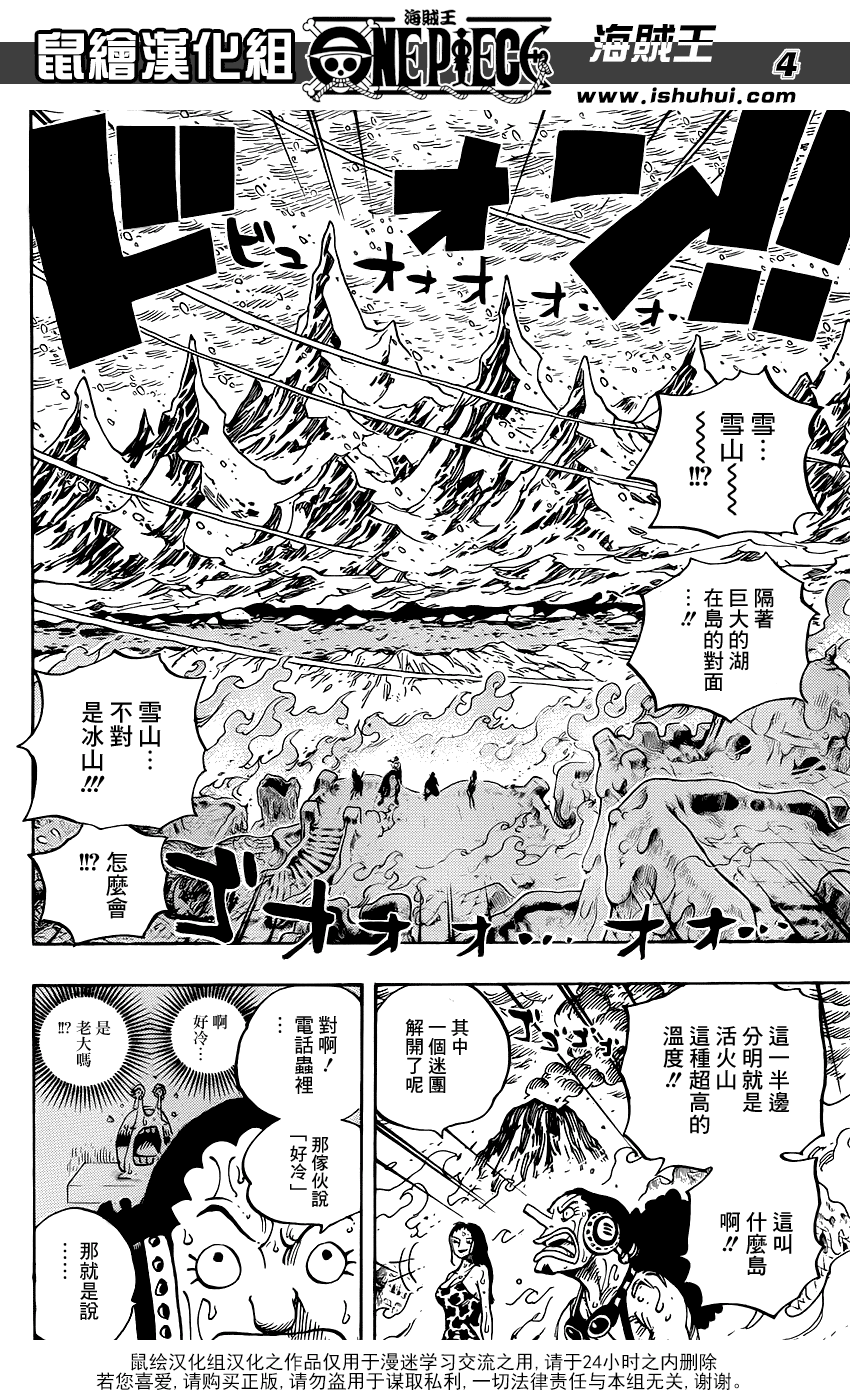 鼠繪漢化組
海賊王
ONE PIECE
海賊王
4
www.ishuhui.com
ドオン!!
ビュオオオ…
雪…
雪山
!!?
隔著
巨大的湖
在島的對面
…!!
雪山…
不對
是冰山!!!
怎麼會
!!?
ゴオオオ…オオ…
這一半邊
分明就是
活火山
這種超高的
溫度!!
這叫
什麼島
啊!!
其中
一個迷團
解開了呢
對啊!
電話蟲裡
…
那傢伙說
「好冷」
啊
好冷…
是
老大嗎
!!?
那就是說
……
鼠绘汉化组汉化之作品仅用于漫迷学习交流之用, 请于24小时之内删除
若您喜爱, 请购买正版, 请勿盗用于谋取私利, 一切法律责任与本组无关, 谢谢。